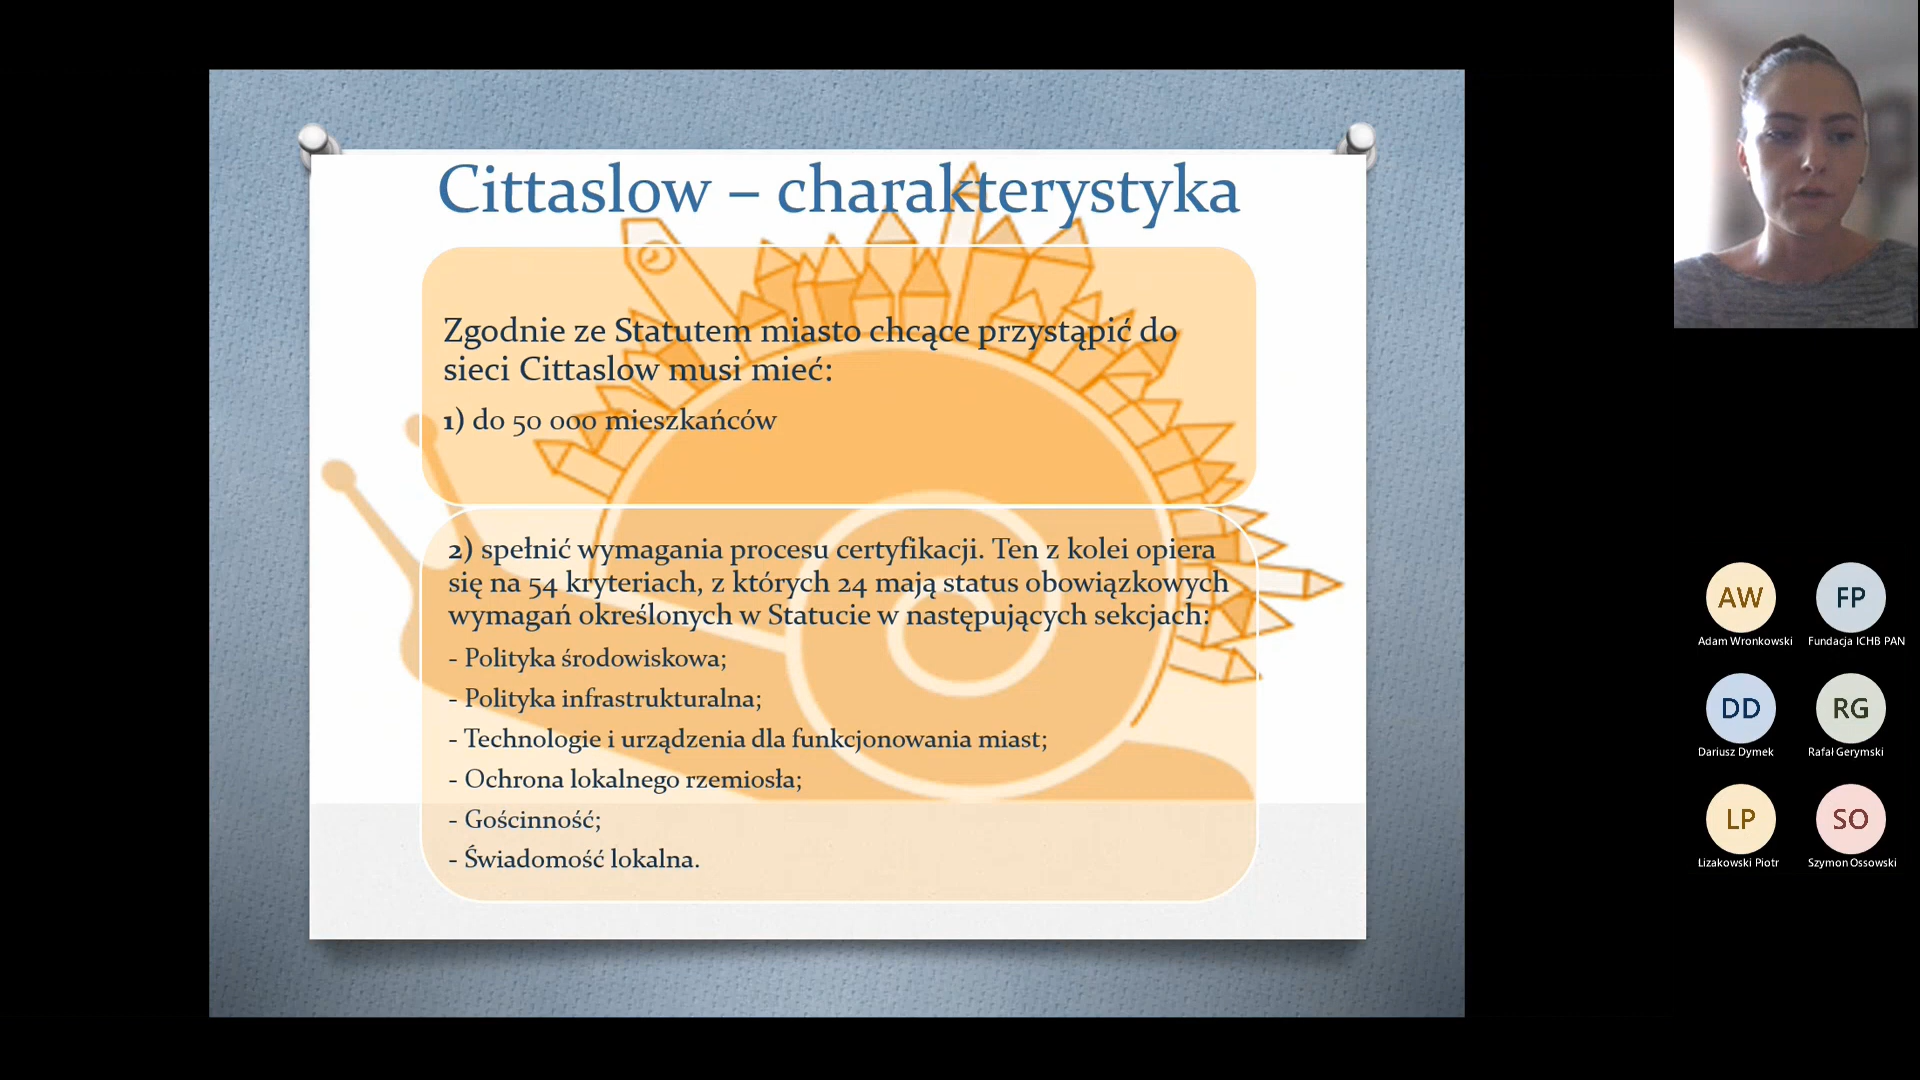 Cittaslow – charakterystyka
Zgodnie ze Statutem miasto chcące przystąpić do
sieci Cittaslow musi mieć:
1) do 50 000 mieszkańców
2) spełnić wymagania procesu certyfikacji. Ten z kolei opiera
się na 54 kryteriach, z których 24 mają status obowiązkowych
wymagań określonych w Statucie w następujących sekcjach:
- Polityka środowiskowa;
- Polityka infrastrukturalna;
- Technologie i urządzenia dla funkcjonowania miast;
- Ochrona lokalnego rzemiosła;
- Gościnność;
- Świadomość lokalna.
AW
FP
Adam Wronkowski
Fundacja ICHB PAN
DD
RG
Dariusz Dymek
Rafał Gerymski
LP
SO
Lizakowski Piotr
Szymon Ossowski